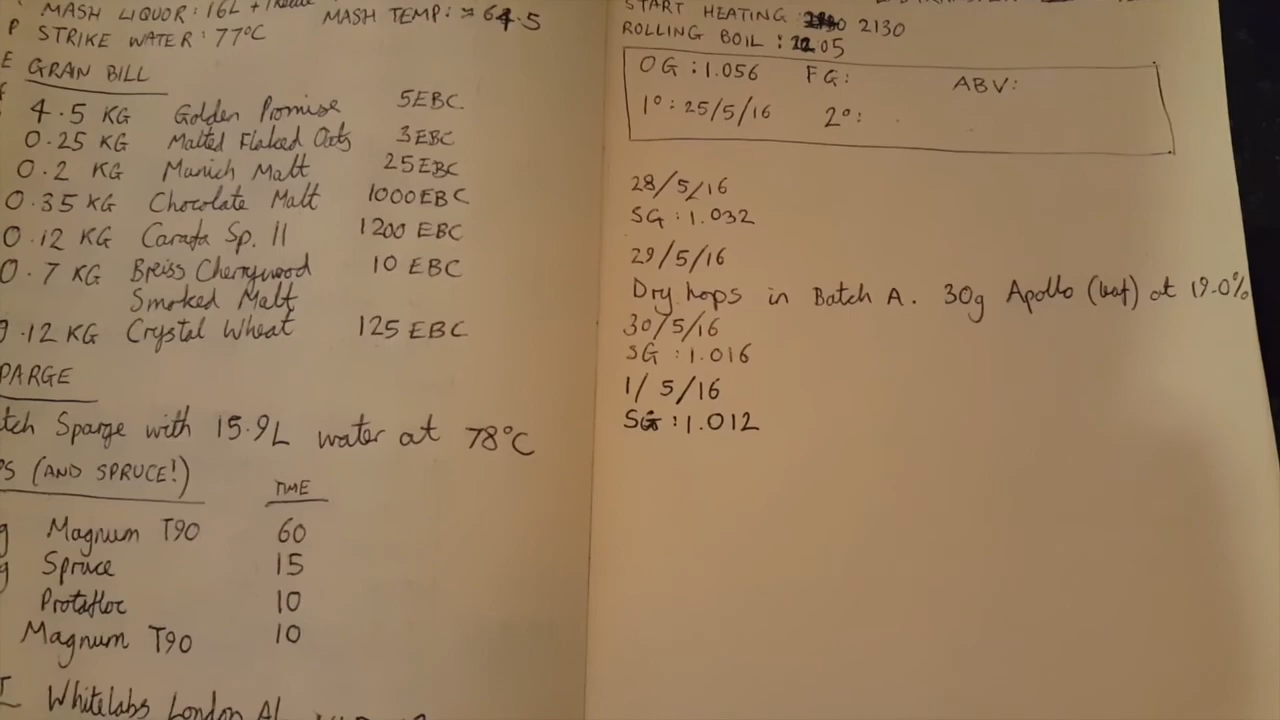 MASH LIQUOR: 16L +
MASH TEMP: ≈ 64.5
P STRIKE WATER: 77°C
E GRAIN BILL
4.5 KG Golden Promise 5EBC
0.25 KG Malted Flaked Oats 3EBC
0.2 KG Munich Malt 25EBC
0.35 KG Chocolate Malt 1000EBC
0.12 KG Carafa Sp. II 1200 EBC
0.7 KG Breiss Cherrywood 10 EBC
Smoked Malt
0.12 KG Crystal Wheat 125 EBC
PARGE
tch Sparge with 15.9L water at 78°C
PS (AND SPRUCE!) TIME
g Magnum T90 60
g Spruce 15
Protafloc 10
Magnum T90 10
Whitelabs London Al
START HEATING: 2130
ROLLING BOIL: 2205
OG: 1.056 FG: ABV:
1°: 25/5/16 2°:
28/5/16
SG: 1.032
29/5/16
Dry hops in Batch A. 30g Apollo (leaf) at 19.0%
30/5/16
SG: 1.016
1/5/16
SG: 1.012